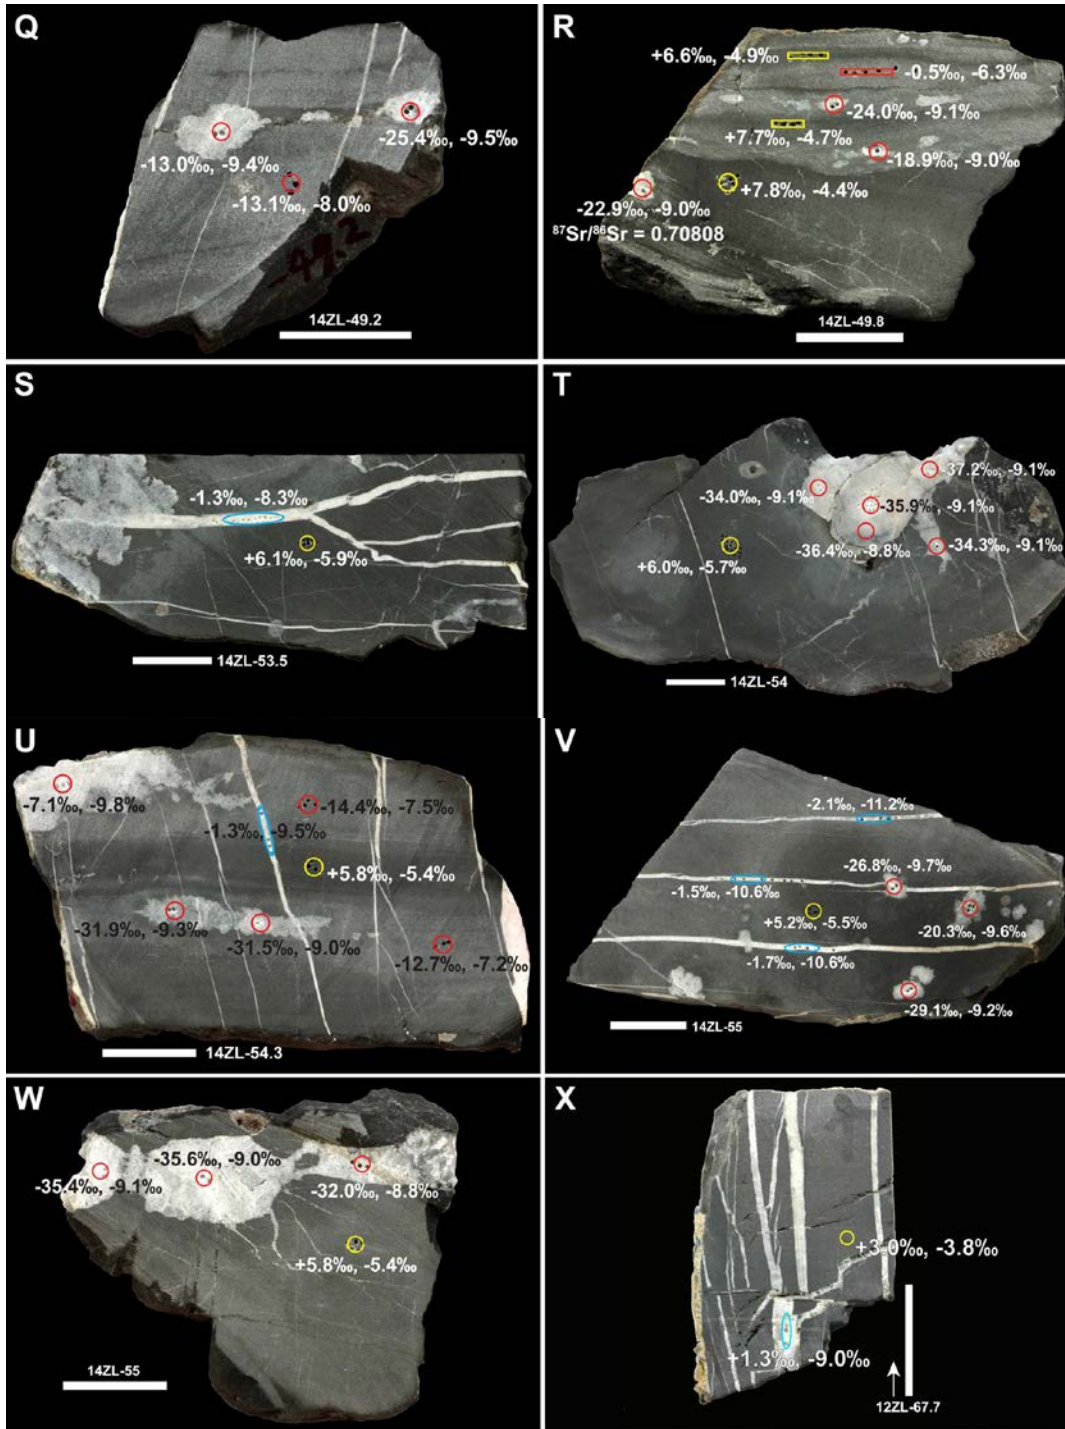 Q
-13.0‰, -9.4‰
-25.4‰, -9.5‰
-13.1‰, -8.0‰
49.2
14ZL-49.2
R
+6.6‰, -4.9‰
-0.5‰, -6.3‰
-24.0‰, -9.1‰
+7.7‰, -4.7‰
-18.9‰, -9.0‰
+7.8‰, -4.4‰
-22.9‰, -9.0‰
⁸⁷Sr/⁸⁶Sr = 0.70808
14ZL-49.8
S
-1.3‰, -8.3‰
+6.1‰, -5.9‰
14ZL-53.5
T
-37.2‰, -9.1‰
-34.0‰, -9.1‰
-35.9‰, -9.1‰
-36.4‰, -8.8‰
-34.3‰, -9.1‰
+6.0‰, -5.7‰
14ZL-54
U
-7.1‰, -9.8‰
-14.4‰, -7.5‰
-1.3‰, -9.5‰
+5.8‰, -5.4‰
-31.9‰, -9.3‰
-31.5‰, -9.0‰
-12.7‰, -7.2‰
14ZL-54.3
V
-2.1‰, -11.2‰
-26.8‰, -9.7‰
-1.5‰, -10.6‰
+5.2‰, -5.5‰
-20.3‰, -9.6‰
-1.7‰, -10.6‰
-29.1‰, -9.2‰
14ZL-55
W
-35.6‰, -9.0‰
-35.4‰, -9.1‰
-32.0‰, -8.8‰
+5.8‰, -5.4‰
14ZL-55
X
+3.0‰, -3.8‰
+1.3‰, -9.0‰
12ZL-67.7